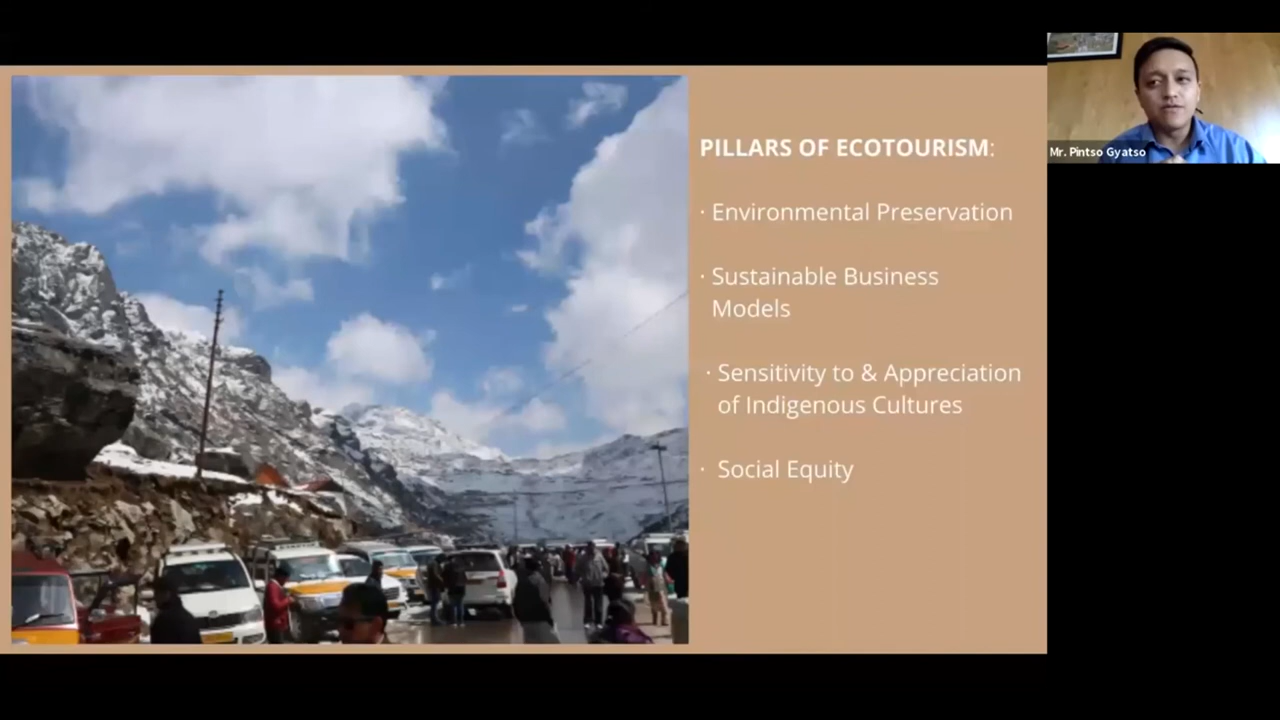 PILLARS OF ECOTOURISM:
· Environmental Preservation
· Sustainable Business
Models
· Sensitivity to & Appreciation
of Indigenous Cultures
· Social Equity
Mr. Pintso Gyatso